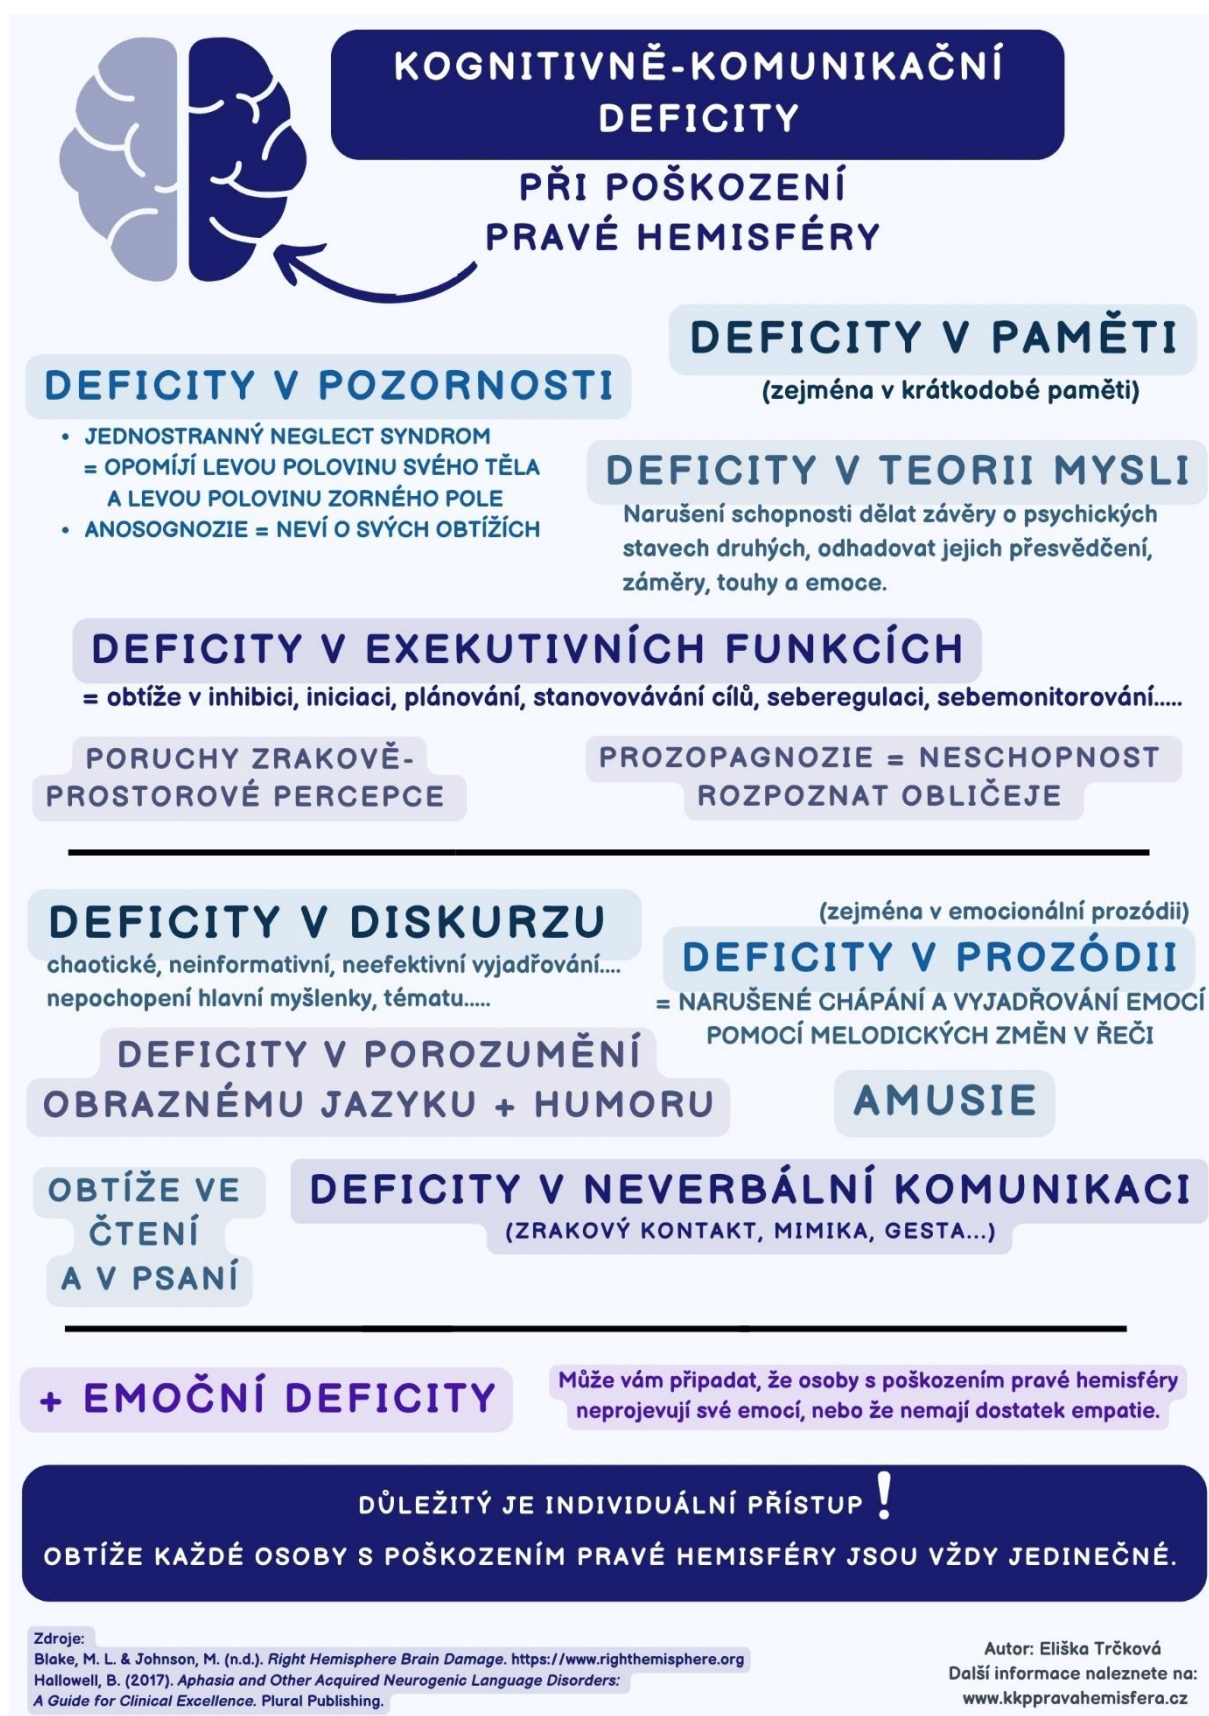 KOGNITIVNĚ-KOMUNIKAČNÍ
DEFICITY
PŘI POŠKOZENÍ
PRAVÉ HEMISFÉRY
DEFICITY V PAMĚTI
(zejména v krátkodobé paměti)
DEFICITY V POZORNOSTI
• JEDNOSTRANNÝ NEGLECT SYNDROM
= OPOMÍJÍ LEVOU POLOVINU SVÉHO TĚLA
A LEVOU POLOVINU ZORNÉHO POLE
• ANOSOGNOZIE = NEVÍ O SVÝCH OBTÍŽÍCH
DEFICITY V TEORII MYSLI
Narušení schopnosti dělat závěry o psychických
stavech druhých, odhadovat jejich přesvědčení,
záměry, touhy a emoce.
DEFICITY V EXEKUTIVNÍCH FUNKCÍCH
= obtíže v inhibici, iniciaci, plánování, stanovovávání cílů, seberegulaci, sebemonitorování.....
PORUCHY ZRAKOVĚ-
PROSTOROVÉ PERCEPCE
PROZOPAGNOZIE = NESCHOPNOST
ROZPOZNAT OBLIČEJE
DEFICITY V DISKURZU
chaotické, neinformativní, neefektivní vyjadřování....
nepochopení hlavní myšlenky, tématu.....
(zejména v emocionální prozódii)
DEFICITY V PROZÓDII
= NARUŠENÉ CHÁPÁNÍ A VYJADŘOVÁNÍ EMOCÍ
POMOCÍ MELODICKÝCH ZMĚN V ŘEČI
DEFICITY V POROZUMĚNÍ
OBRAZNÉMU JAZYKU + HUMORU
AMUSIE
OBTÍŽE VE
ČTENÍ
A V PSANÍ
DEFICITY V NEVERBÁLNÍ KOMUNIKACI
(ZRAKOVÝ KONTAKT, MIMIKA, GESTA...)
+ EMOČNÍ DEFICITY
Může vám připadat, že osoby s poškozením pravé hemisféry
neprojevují své emocí, nebo že nemají dostatek empatie.
DŮLEŽITÝ JE INDIVIDUÁLNÍ PŘÍSTUP!
OBTÍŽE KAŽDÉ OSOBY S POŠKOZENÍM PRAVÉ HEMISFÉRY JSOU VŽDY JEDINEČNÉ.
Zdroje:
Blake, M. L. & Johnson, M. (n.d.). Right Hemisphere Brain Damage. https://www.righthemisphere.org
Hallowell, B. (2017). Aphasia and Other Acquired Neurogenic Language Disorders:
A Guide for Clinical Excellence. Plural Publishing.
Autor: Eliška Trčková
Další informace naleznete na:
www.kkppravahemisfera.cz